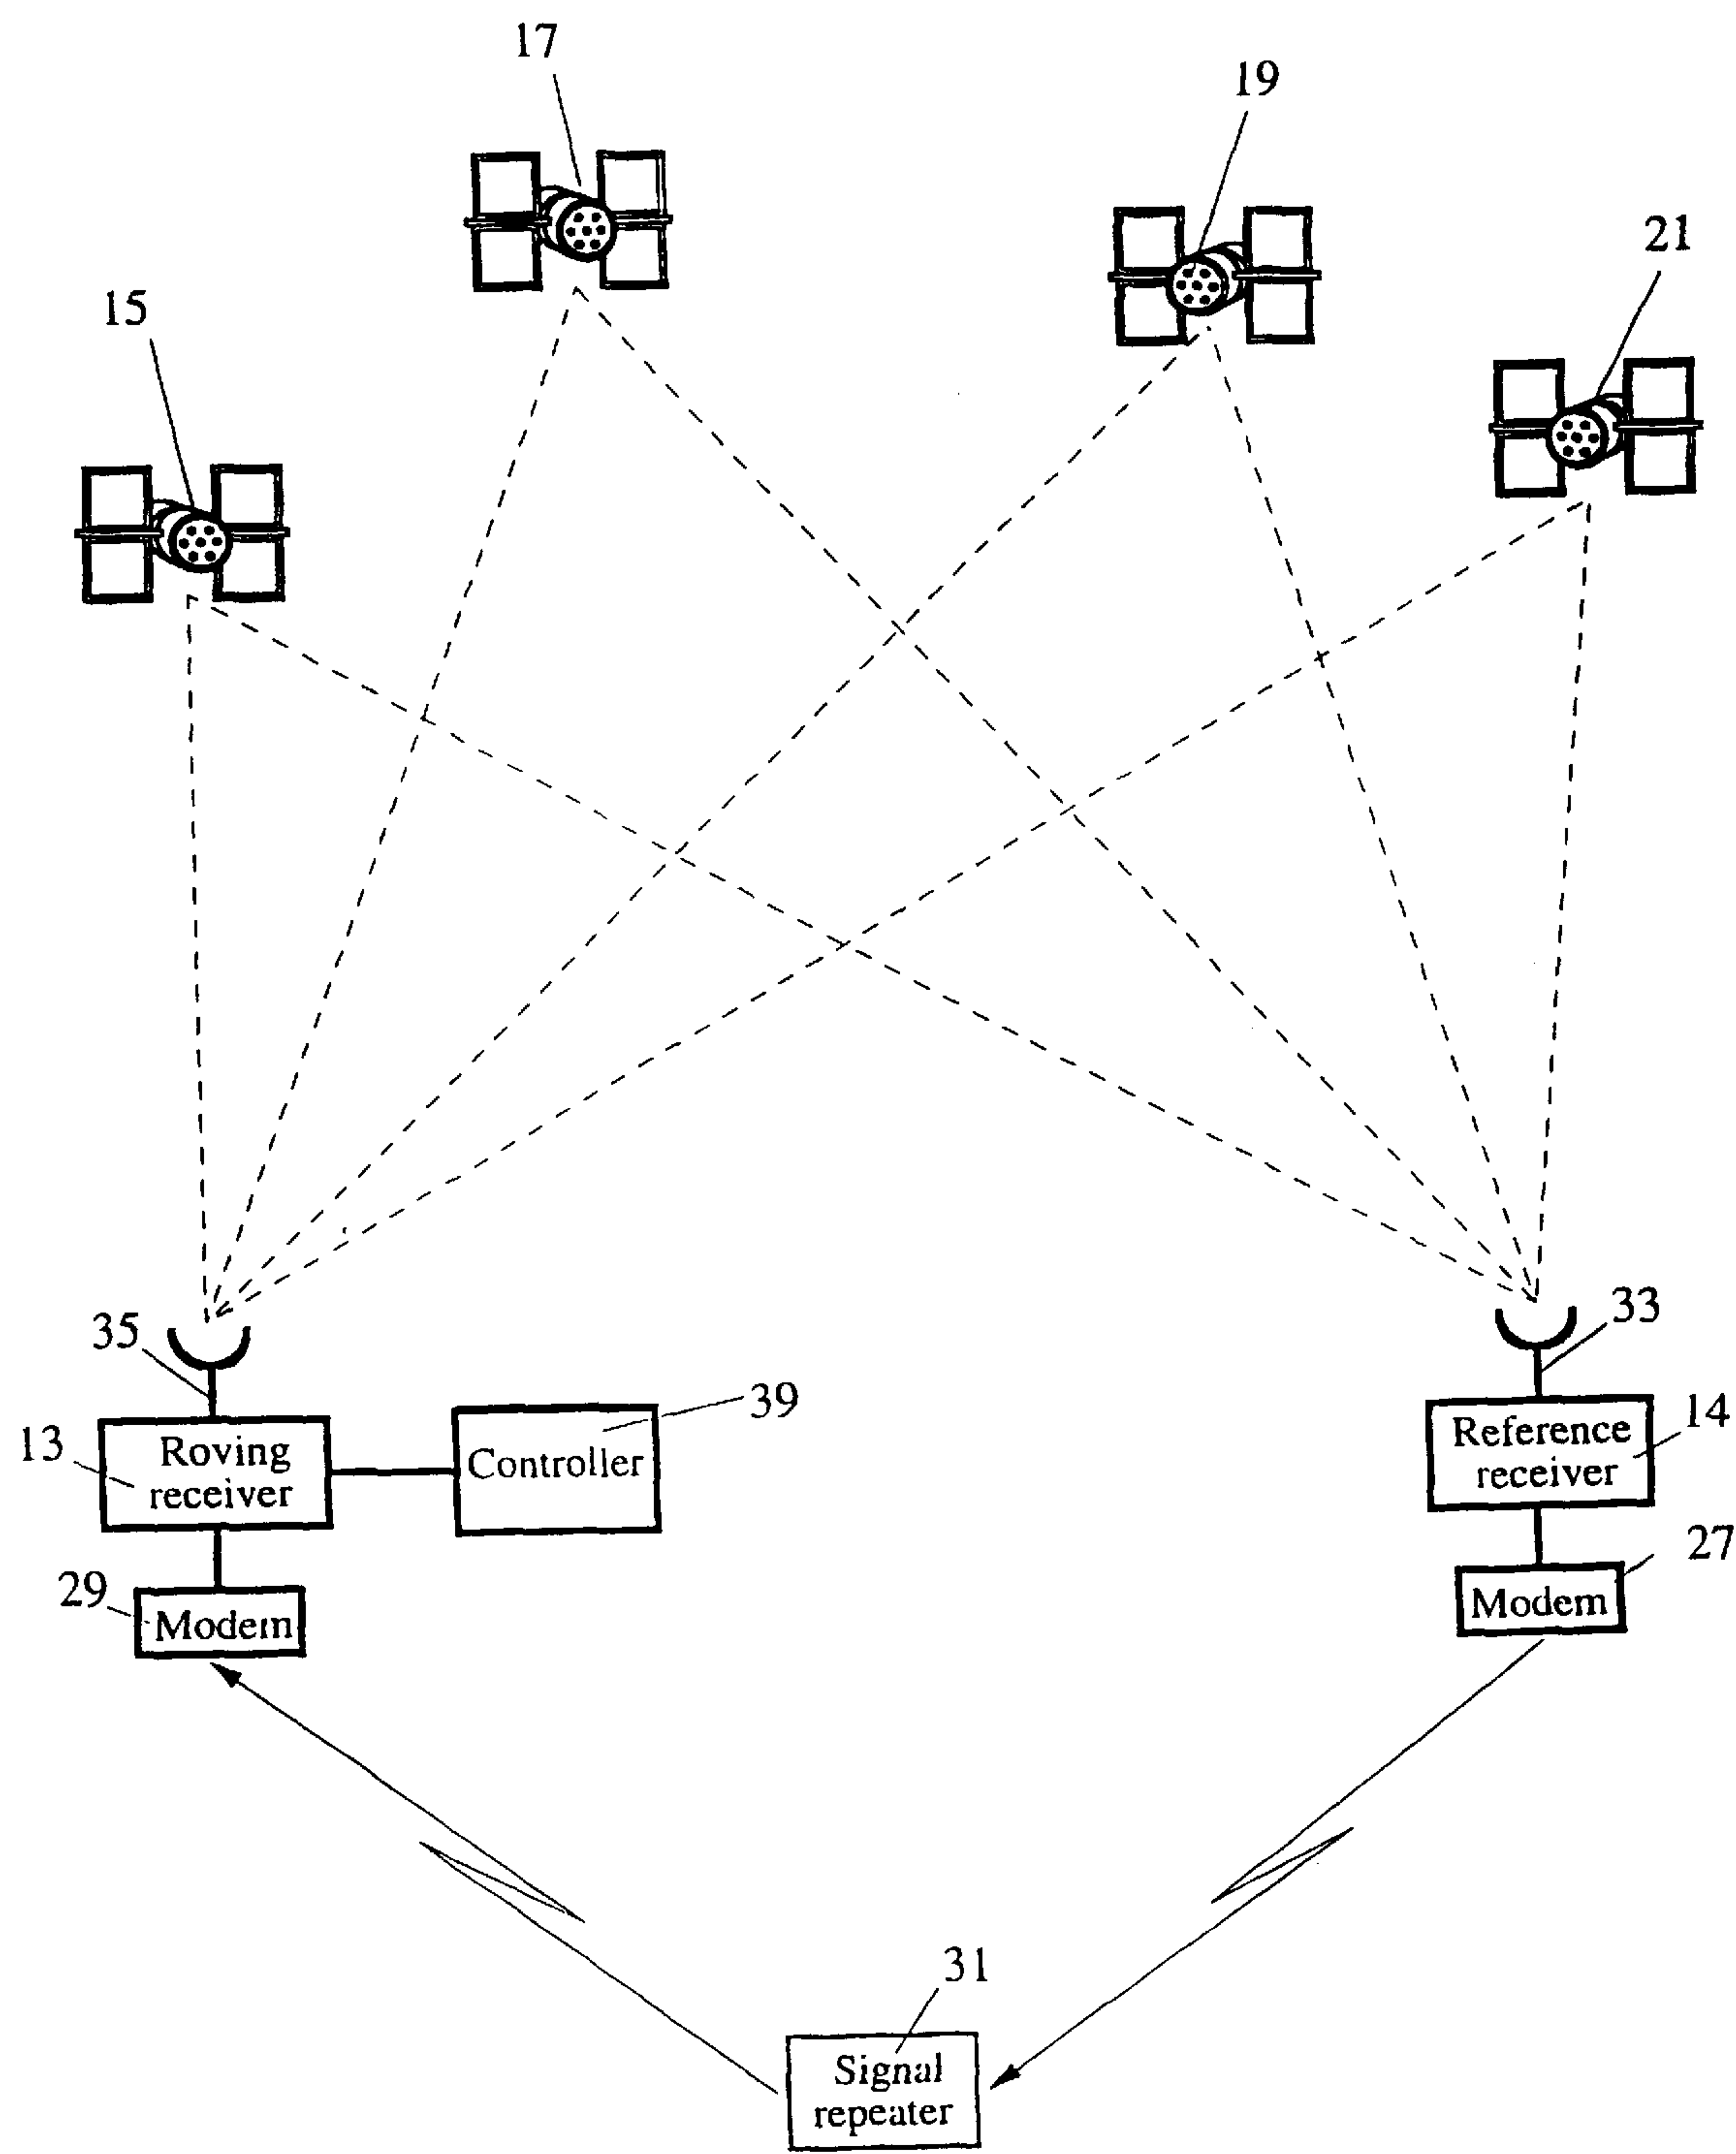 17
19
21
15
35
33
13
Roving
receiver
39
Controller
14
Reference
receiver
29
Modem
27
Modem
31
Signal
repeater